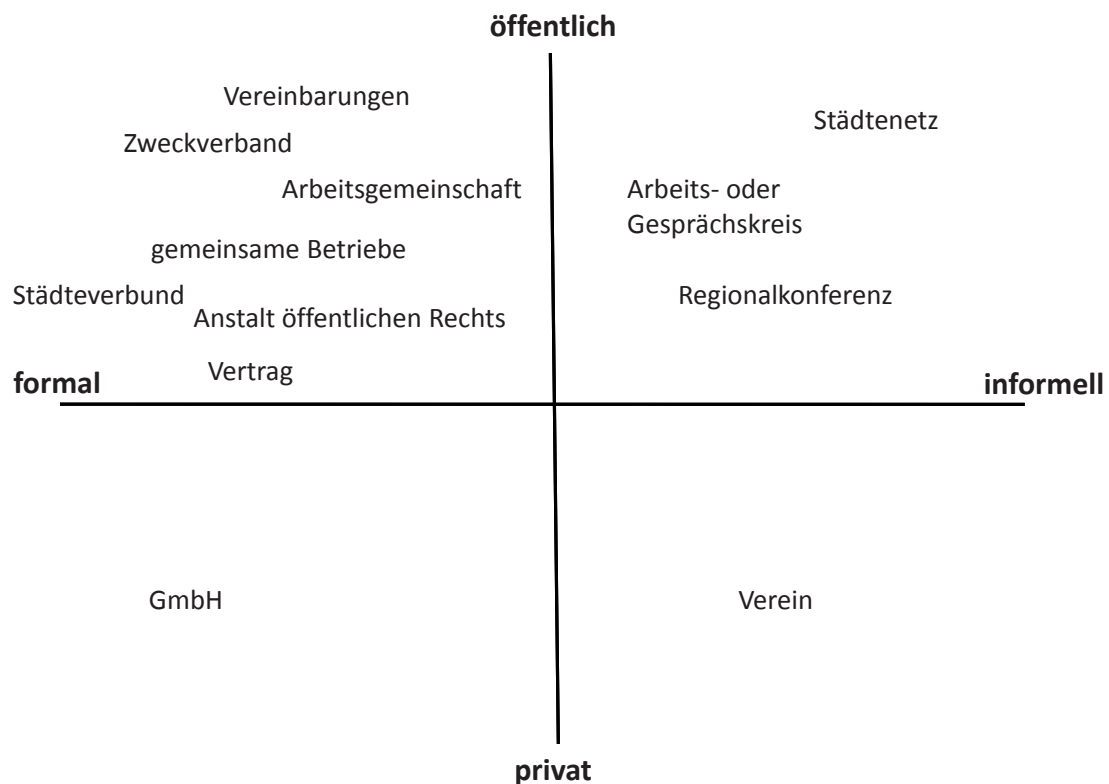 öffentlich
Vereinbarungen
Städtenetz
Zweckverband
Arbeitsgemeinschaft
Arbeits- oder
Gesprächskreis
gemeinsame Betriebe
Städteverbund
Regionalkonferenz
Anstalt öffentlichen Rechts
Vertrag
formal
informell
GmbH
Verein
privat